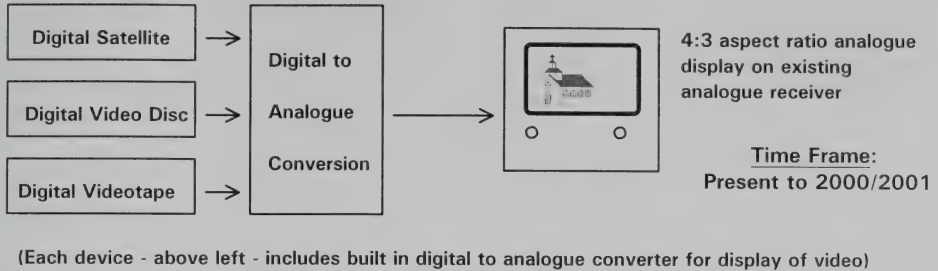 Digital Satellite
Digital Video Disc
Digital Videotape
Digital to
Analogue
Conversion
4:3 aspect ratio analogue
display on existing
analogue receiver
Time Frame:
Present to 2000/2001
(Each device - above left - includes built in digital to analogue converter for display of video)